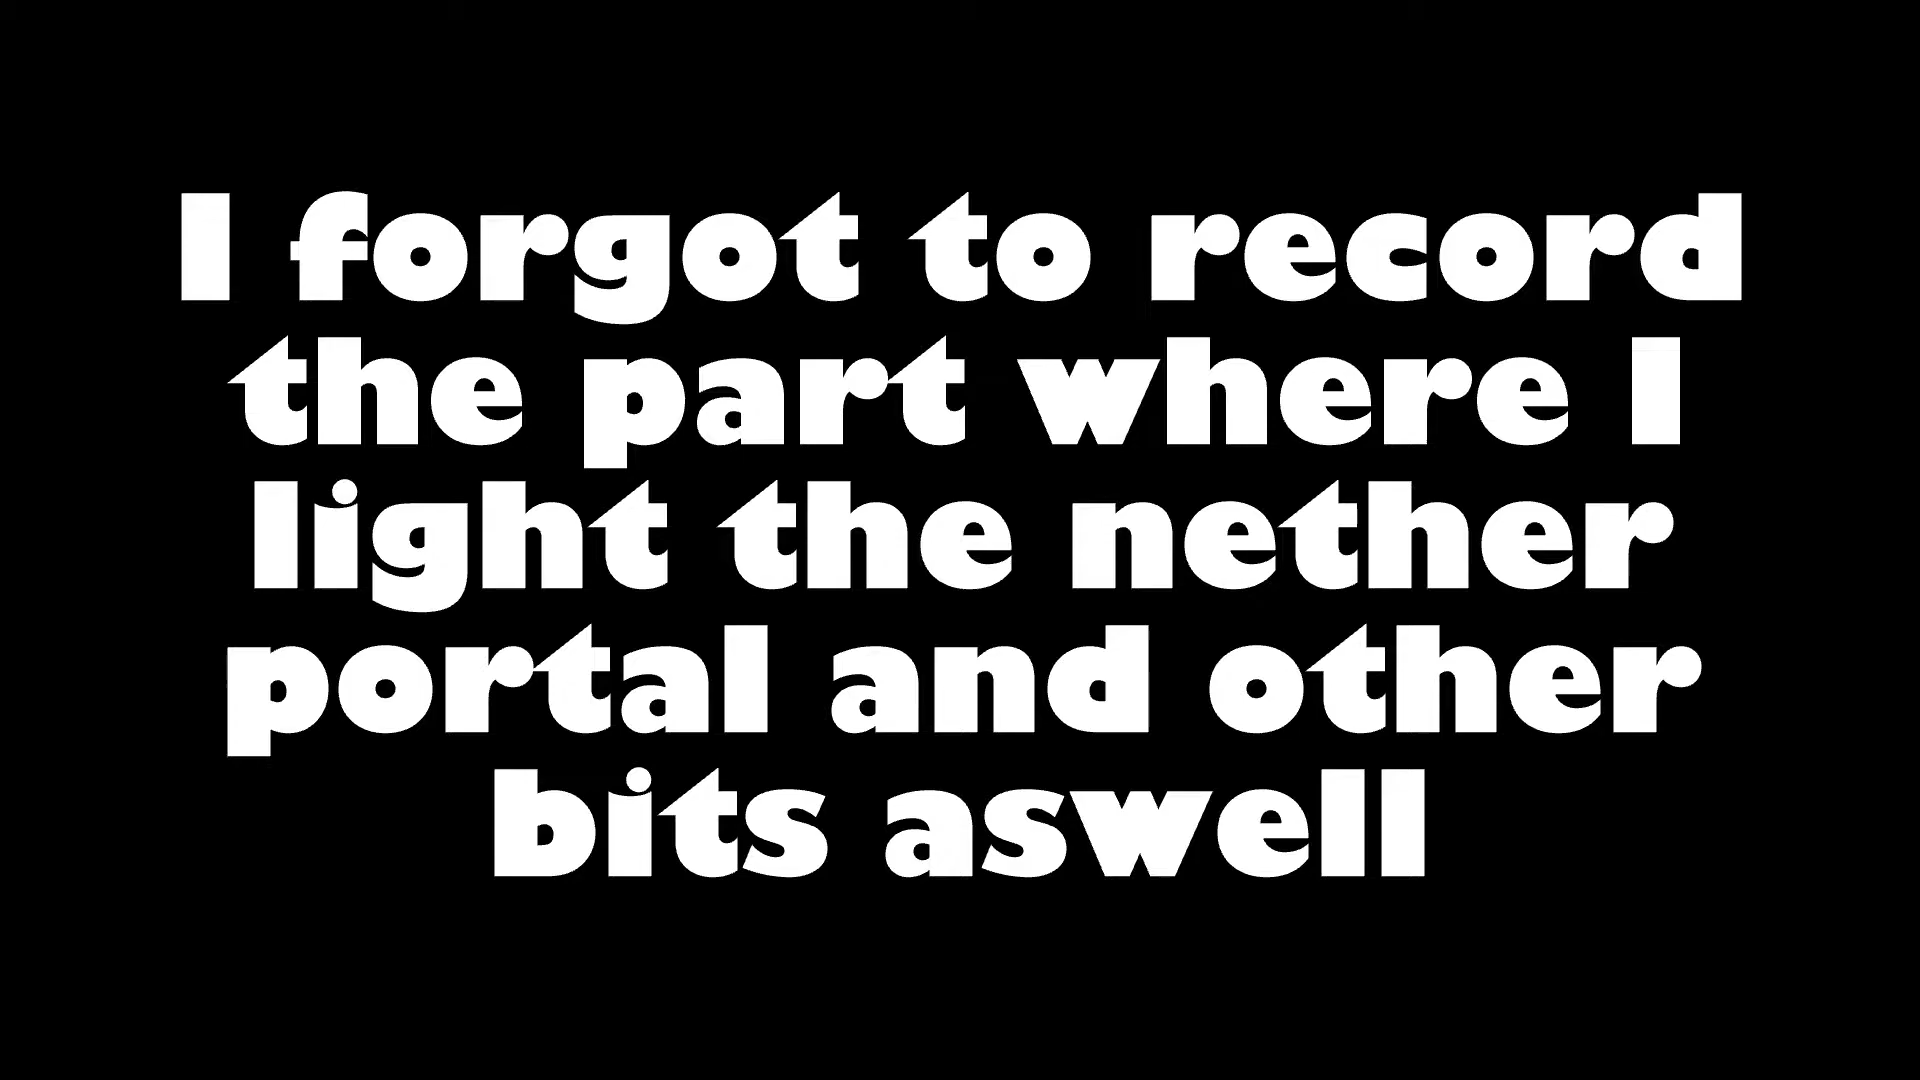 I forgot to record
the part where I
light the nether
portal and other
bits aswell